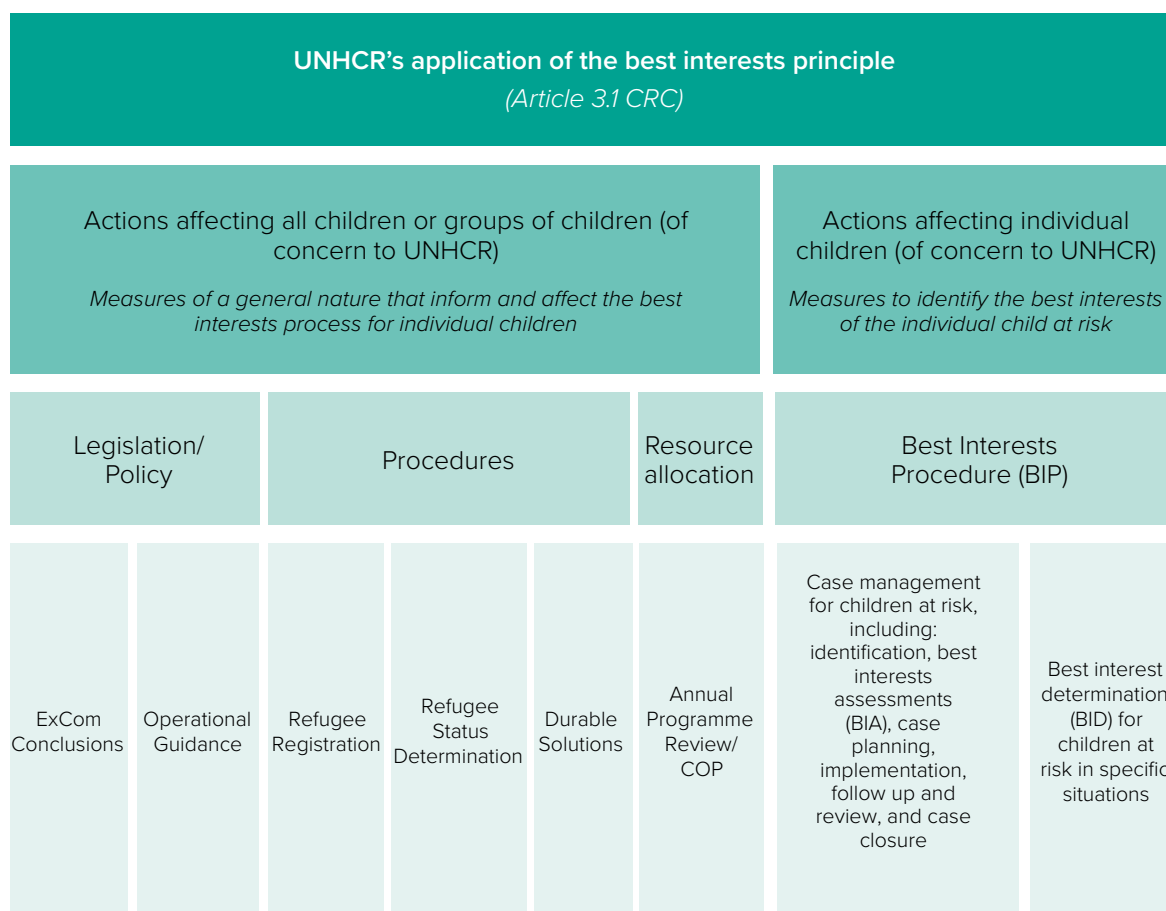 UNHCR’s application of the best interests principle
(Article 3.1 CRC)
Actions affecting all children or groups of children (of
concern to UNHCR)
Measures of a general nature that inform and affect the best
interests process for individual children
Actions affecting individual
children (of concern to UNHCR)
Measures to identify the best interests
of the individual child at risk
Legislation/
Policy
Procedures
Resource
allocation
Best Interests
Procedure (BIP)
ExCom
Conclusions
Operational
Guidance
Refugee
Registration
Refugee
Status
Determination
Durable
Solutions
Annual
Programme
Review/
COP
Case management
for children at risk,
including:
identification, best
interests
assessments
(BIA), case
planning,
implementation,
follow up and
review, and case
closure
Best interest
determination
(BID) for
children at
risk in specific
situations